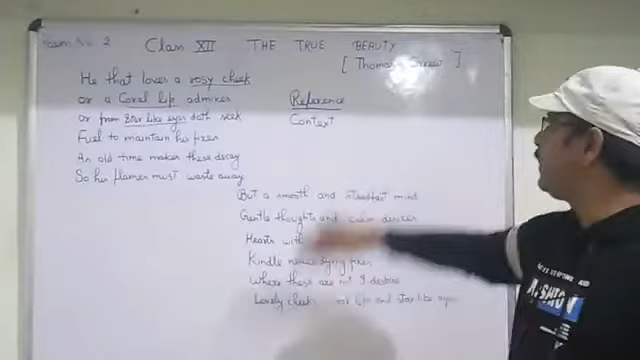 No. 2 Class XII THE TRUE BEAUTY
[ Thomas Carew ]
He that loves a rosy cheek
or a Coral lip admires
or from Star like eyes doth seek
Fuel to maintain his fires
As old time makes these decay
So his flames must waste away
Reference
Context
But a smooth and steadfast mind
Gentle thoughts and calm desires
Hearts with
Kindle never dying fires
Where these are not I despise
Lovely cheeks or lips and star like eyes